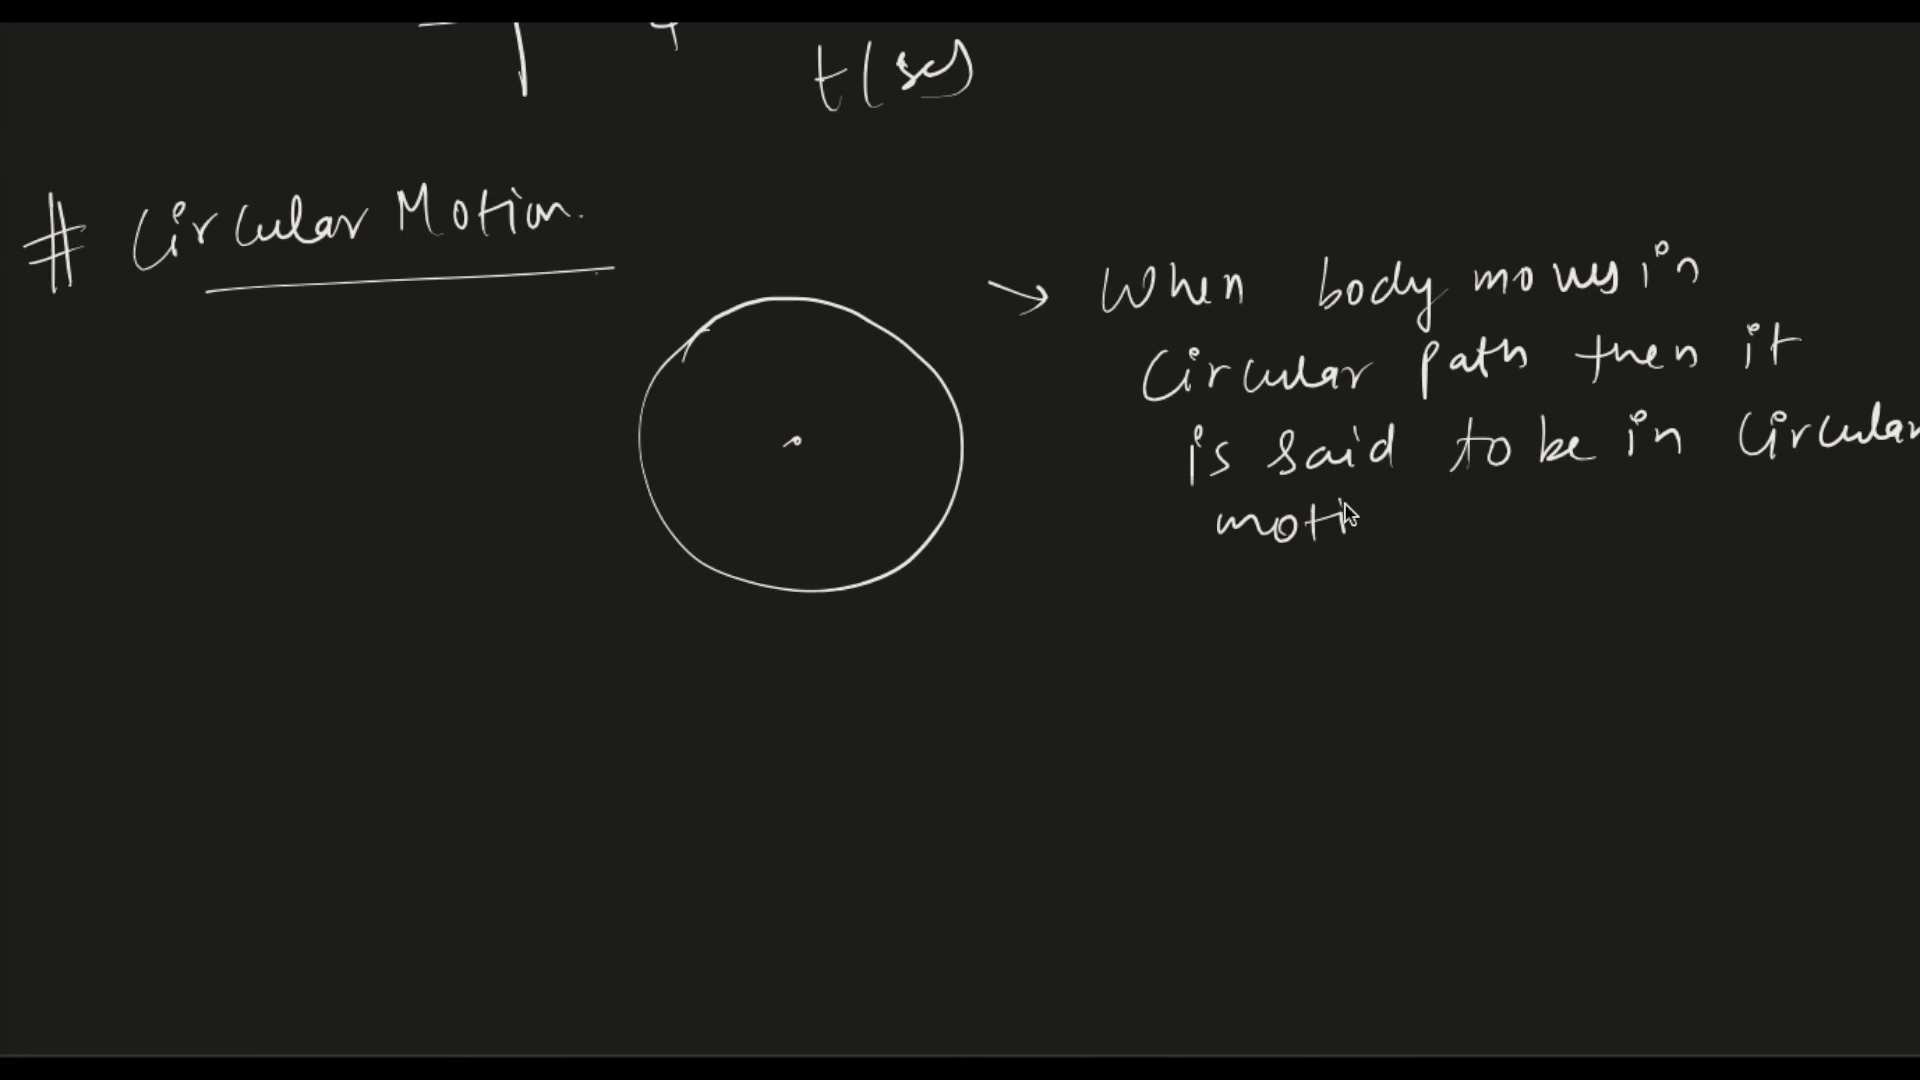 t(sec)
# Circular Motion.
→ When body moves in
Circular path then it
is said to be in Circular
moti